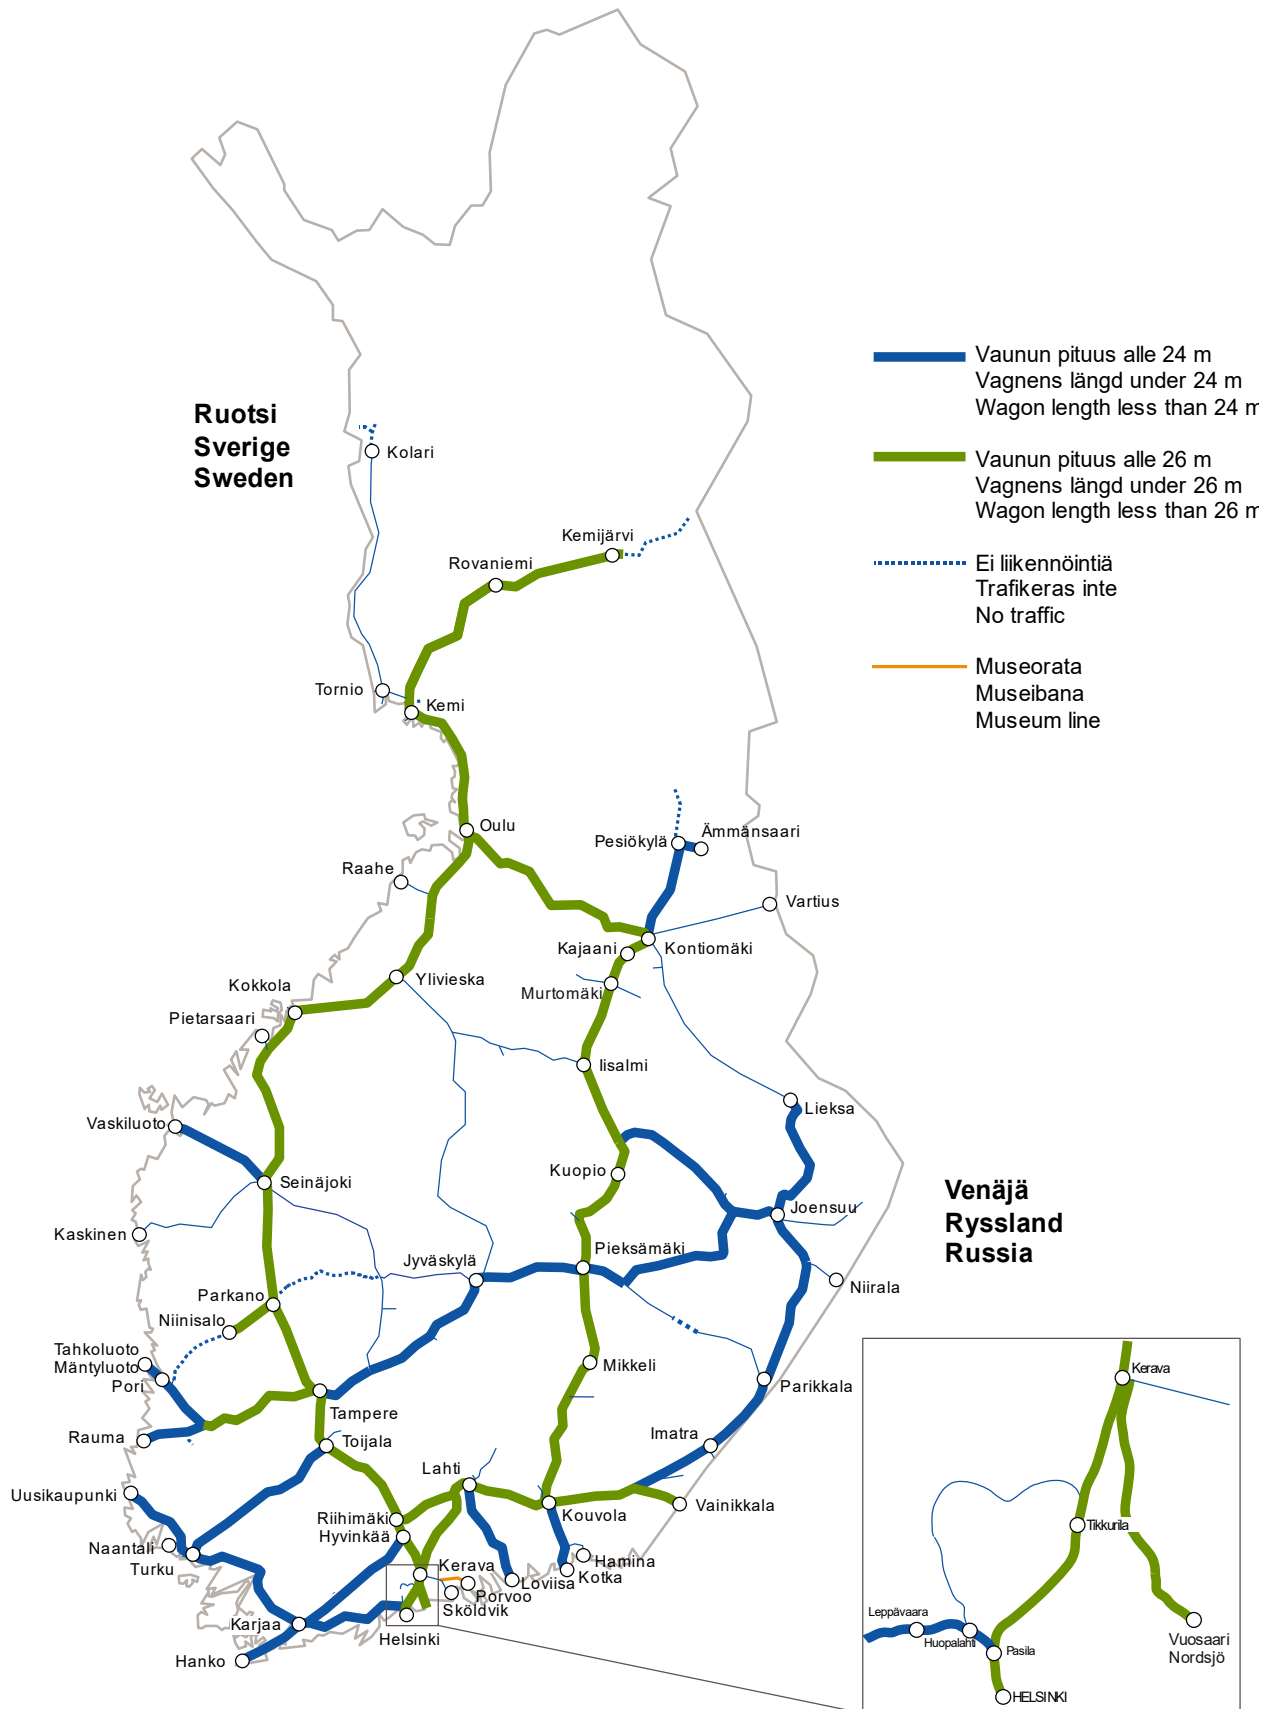 Vaunun pituus alle 24 m
Vagnens längd under 24 m
Wagon length less than 24 m
Ruotsi
Sverige
Sweden
Kolari
Vaunun pituus alle 26 m
Vagnens längd under 26 m
Wagon length less than 26 m
Kemijärvi
Rovaniemi
Ei liikennöintiä
Trafikeras inte
No traffic
Museorata
Museibana
Museum line
Tornio
Kemi
Oulu
Pesiökylä
Ämmänsaari
Raahe
Vartius
Kajaani
Kontiomäki
Ylivieska
Kokkola
Murtomäki
Pietarsaari
Iisalmi
Lieksa
Vaskiluoto
Kuopio
Seinäjoki
Joensuu
Venäjä
Ryssland
Russia
Kaskinen
Jyväskylä
Pieksämäki
Niirala
Parkano
Niinisalo
Tahkoluoto
Mäntyluoto
Pori
Mikkeli
Parikkala
Tampere
Rauma
Toijala
Imatra
Lahti
Uusikaupunki
Vainikkala
Riihimäki
Kouvola
Hyvinkää
Naantali
Turku
Kerava
Hamina
Kotka
Loviisa
Porvoo
Sköldvik
Karjaa
Helsinki
Hanko
Kerava
Tikkurila
Leppävaara
Huopalahti
Pasila
Vuosaari
Nordsjö
HELSINKI